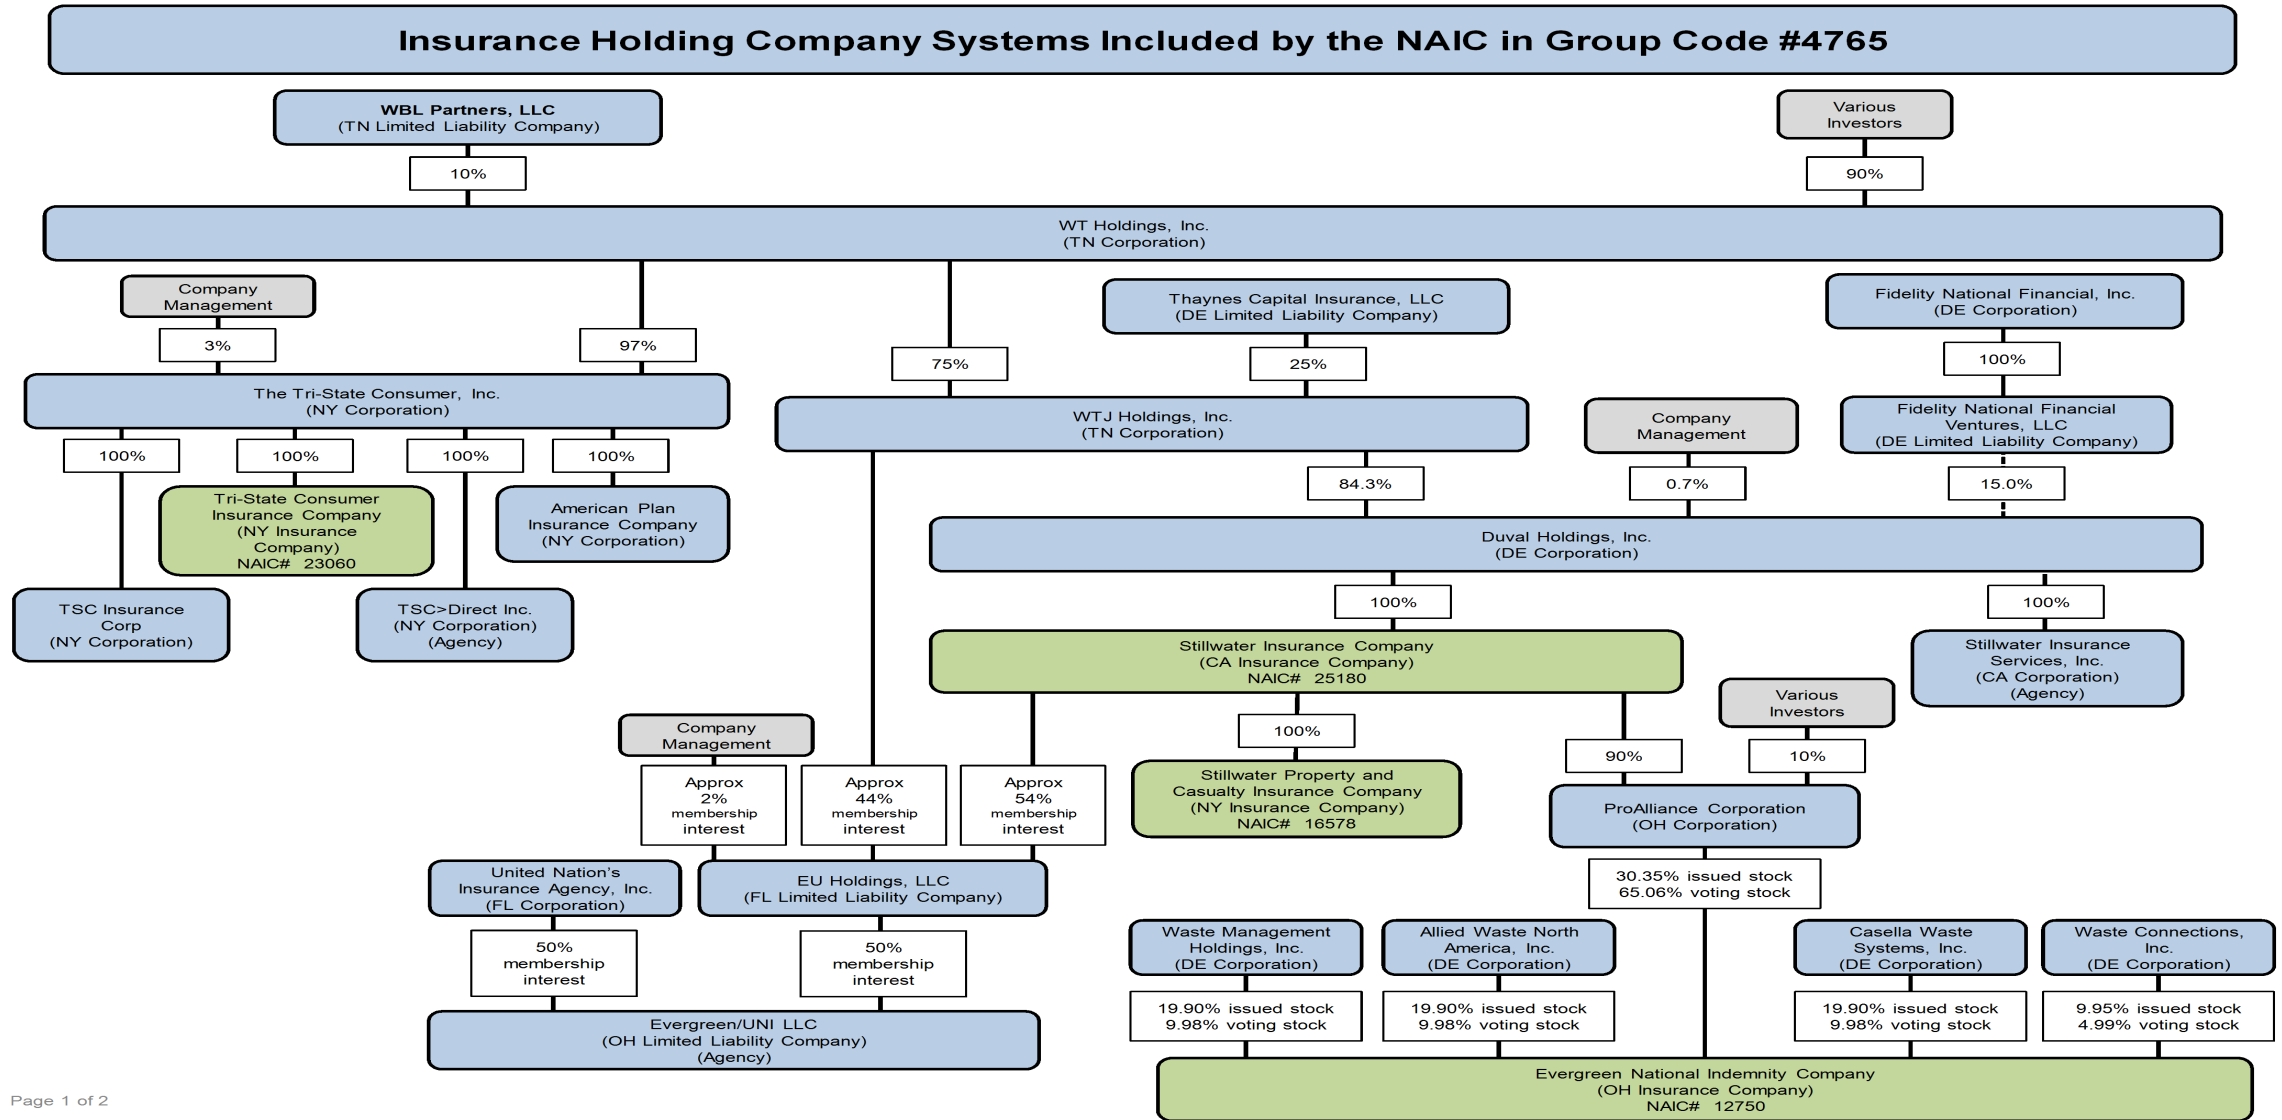 Insurance Holding Company Systems Included by the NAIC in Group Code #4765
WBL Partners, LLC
(TN Limited Liability Company)
Various
Investors
10%
90%
WT Holdings, Inc.
(TN Corporation)
Company
Management
Thaynes Capital Insurance, LLC
(DE Limited Liability Company)
Fidelity National Financial, Inc.
(DE Corporation)
3%
97%
75%
25%
100%
The Tri-State Consumer, Inc.
(NY Corporation)
WTJ Holdings, Inc.
(TN Corporation)
Company
Management
Fidelity National Financial
Ventures, LLC
(DE Limited Liability Company)
100%
100%
100%
100%
84.3%
0.7%
15.0%
Tri-State Consumer
Insurance Company
(NY Insurance
Company)
NAIC# 23060
American Plan
Insurance Company
(NY Corporation)
Duval Holdings, Inc.
(DE Corporation)
TSC Insurance
Corp
(NY Corporation)
TSC>Direct Inc.
(NY Corporation)
(Agency)
100%
100%
Stillwater Insurance Company
(CA Insurance Company)
NAIC# 25180
Stillwater Insurance
Services, Inc.
(CA Corporation)
(Agency)
Company
Management
100%
Various
Investors
90%
10%
Approx
2%
membership
interest
Approx
44%
membership
interest
Approx
54%
membership
interest
Stillwater Property and
Casualty Insurance Company
(NY Insurance Company)
NAIC# 16578
ProAlliance Corporation
(OH Corporation)
United Nation's
Insurance Agency, Inc.
(FL Corporation)
EU Holdings, LLC
(FL Limited Liability Company)
30.35% issued stock
65.06% voting stock
50%
membership
interest
50%
membership
interest
Waste Management
Holdings, Inc.
(DE Corporation)
Allied Waste North
America, Inc.
(DE Corporation)
Casella Waste
Systems, Inc.
(DE Corporation)
Waste Connections,
Inc.
(DE Corporation)
19.90% issued stock
9.98% voting stock
19.90% issued stock
9.98% voting stock
19.90% issued stock
9.98% voting stock
9.95% issued stock
4.99% voting stock
Evergreen/UNI LLC
(OH Limited Liability Company)
(Agency)
Evergreen National Indemnity Company
(OH Insurance Company)
NAIC# 12750
Page 1 of 2